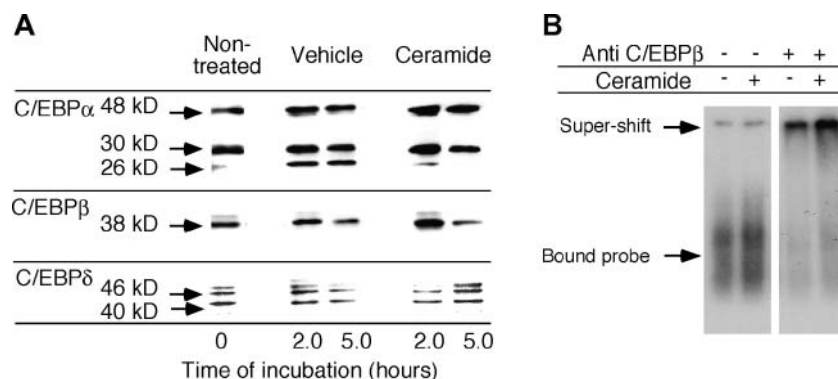 A
Non-
treated
Vehicle
Ceramide
C/EBPα 48 kD
30 kD
26 kD
C/EBPβ
38 kD
C/EBPδ
46 kD
40 kD
0 2.0 5.0 2.0 5.0
Time of incubation (hours)
B
Anti C/EBPβ - - + +
Ceramide - + - +
Super-shift
Bound probe